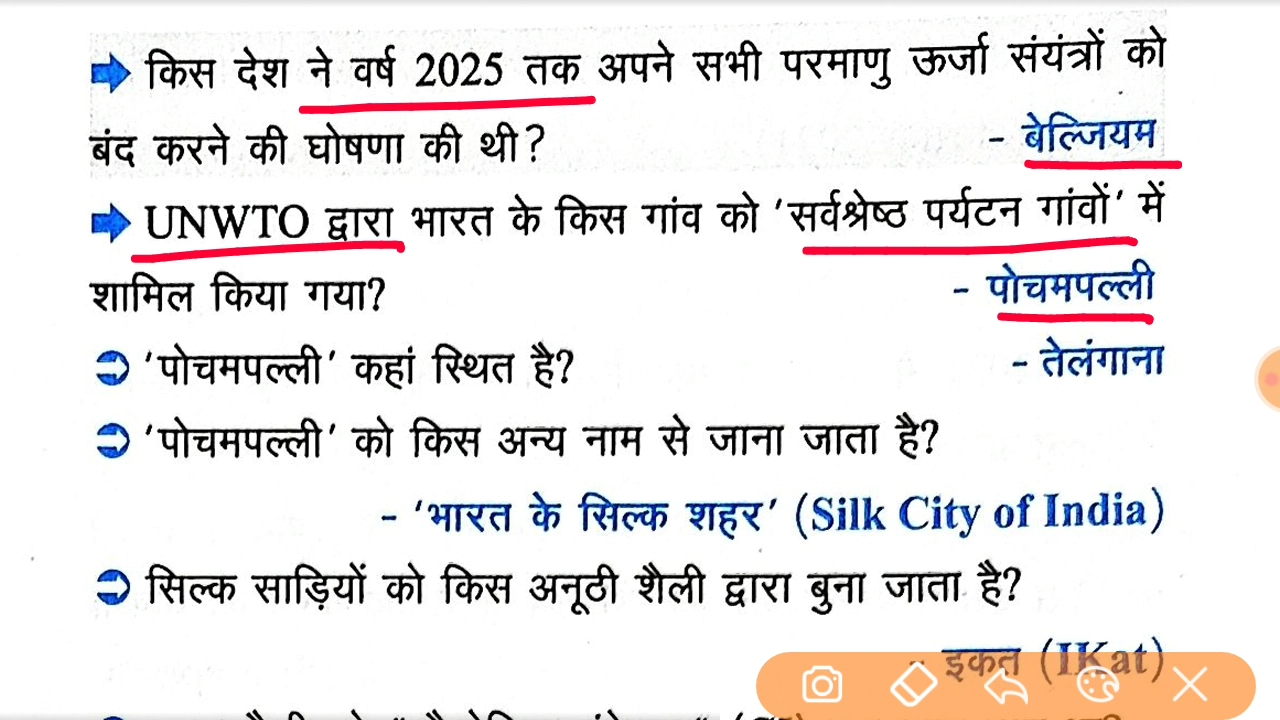 किस देश ने वर्ष 2025 तक अपने सभी परमाणु ऊर्जा संयंत्रों को
बंद करने की घोषणा की थी? - बेल्जियम
UNWTO द्वारा भारत के किस गांव को 'सर्वश्रेष्ठ पर्यटन गांवों' में
शामिल किया गया? - पोचमपल्ली
'पोचमपल्ली' कहां स्थित है? - तेलंगाना
'पोचमपल्ली' को किस अन्य नाम से जाना जाता है?
- 'भारत के सिल्क शहर' (Silk City of India)
सिल्क साड़ियों को किस अनूठी शैली द्वारा बुना जाता है?
- इकत (IKat)